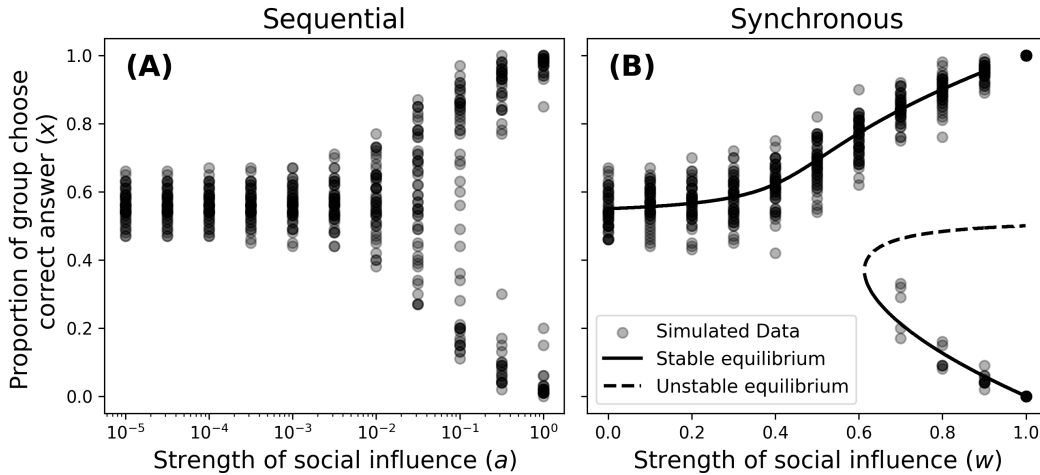 Sequential
Synchronous
(A)
(B)
Proportion of group choose
correct answer (x)
1.0
0.8
0.6
0.4
0.2
0.0
10⁻⁵
10⁻⁴
10⁻³
10⁻²
10⁻¹
10⁰
Strength of social influence (a)
Simulated Data
Stable equilibrium
Unstable equilibrium
0.0
0.2
0.4
0.6
0.8
1.0
Strength of social influence (w)